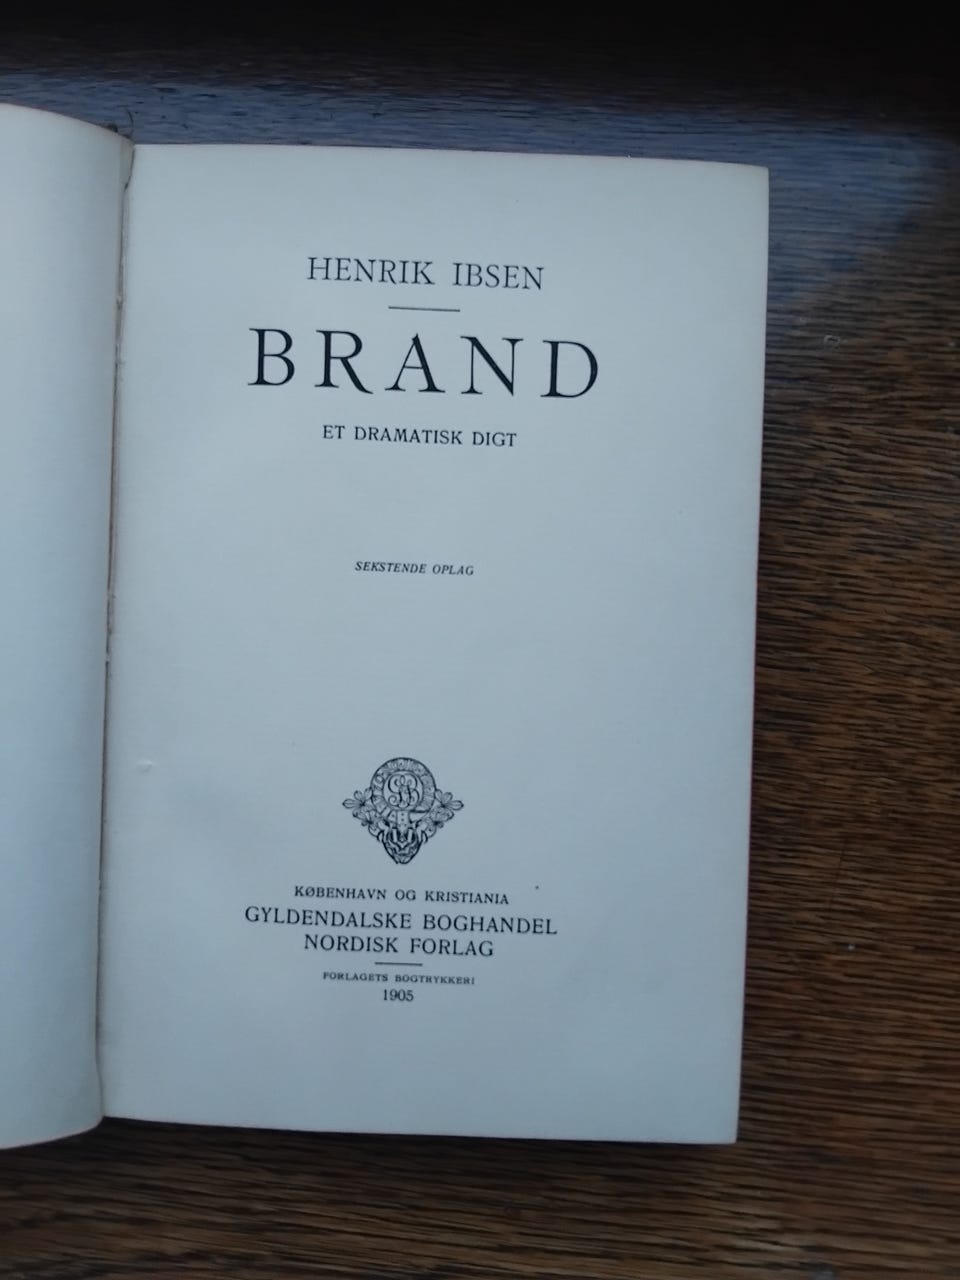 HENRIK IBSEN
BRAND
ET DRAMATISK DIGT
SEKSTENDE OPLAG
KØBENHAVN OG KRISTIANIA
GYLDENDALSKE BOGHANDEL
NORDISK FORLAG
FORLAGETS BOGTRYKKERI
1905